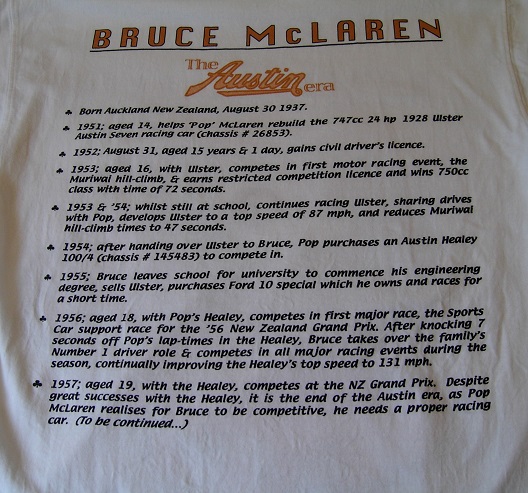 BRUCE McLAREN
The Austin era
♣ Born Auckland New Zealand, August 30 1937.
♣ 1951; aged 14, helps 'Pop' McLaren rebuild the 747cc 24 hp 1928 Ulster
Austin Seven racing car (chassis # 26853).
♣ 1952; August 31, aged 15 years & 1 day, gains civil driver's licence.
♣ 1953; aged 16, with Ulster, competes in first motor racing event, the
Muriwai hill-climb, & earns restricted competition licence and wins 750cc
class with time of 72 seconds.
♣ 1953 & '54; whilst still at school, continues racing Ulster, sharing drives
with Pop, develops Ulster to a top speed of 87 mph, and reduces Muriwai
hill-climb times to 47 seconds.
♣ 1954; after handing over Ulster to Bruce, Pop purchases an Austin Healey
100/4 (chassis # 145483) to compete in.
♣ 1955; Bruce leaves school for university to commence his engineering
degree, sells Ulster, purchases Ford 10 special which he owns and races for
a short time.
♣ 1956; aged 18, with Pop's Healey, competes in first major race, the Sports
Car support race for the '56 New Zealand Grand Prix. After knocking 7
seconds off Pop's lap-times in the Healey, Bruce takes over the family's
Number 1 driver role & competes in all major racing events during the
season, continually improving the Healey's top speed to 131 mph.
♣ 1957; aged 19, with the Healey, competes at the NZ Grand Prix. Despite
great successes with the Healey, it is the end of the Austin era, as Pop
McLaren realises for Bruce to be competitive, he needs a proper racing
car. (To be continued...)